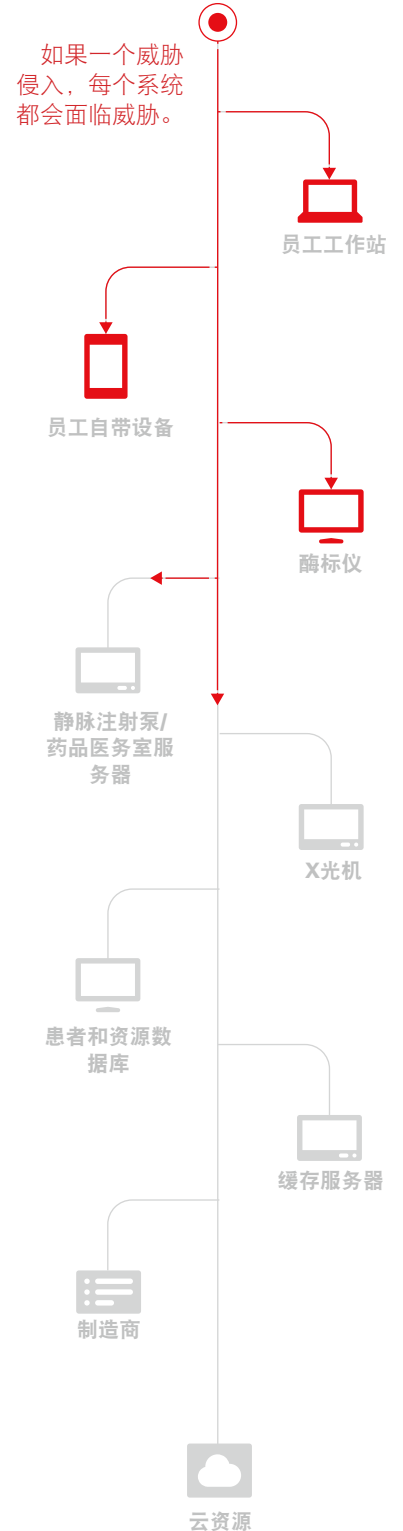 如果一个威胁
侵入，每个系统
都会面临威胁。
员工工作站
员工自带设备
酶标仪
静脉注射泵/
药品医务室服
务器
X光机
患者和资源数
据库
缓存服务器
制造商
云资源